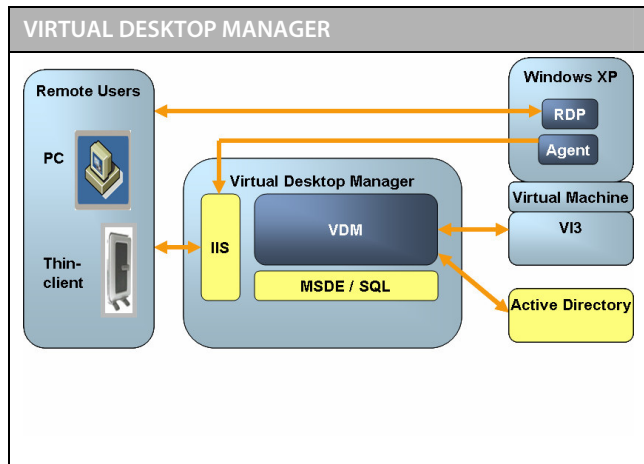 VIRTUAL DESKTOP MANAGER
Remote Users
PC
Thin-
client
Virtual Desktop Manager
IIS
VDM
MSDE / SQL
Windows XP
RDP
Agent
Virtual Machine
VI3
Active Directory